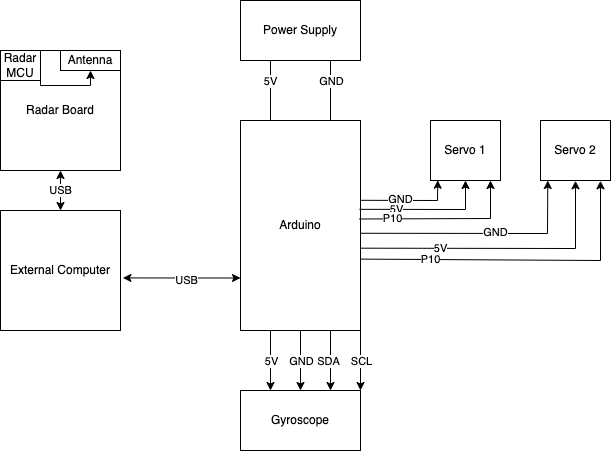 Power Supply
Radar
MCU
Antenna
Radar Board
5V
GND
Servo 1
Servo 2
USB
GND
5V
P10
Arduino
GND
5V
P10
External Computer
USB
5V
GND
SDA
SCL
Gyroscope